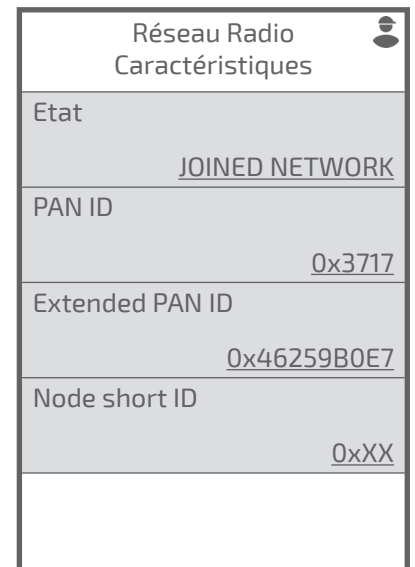 Réseau Radio
Caractéristiques
Etat
JOINED NETWORK
PAN ID
0x3717
Extended PAN ID
0x46259B0E7
Node short ID
0xXX